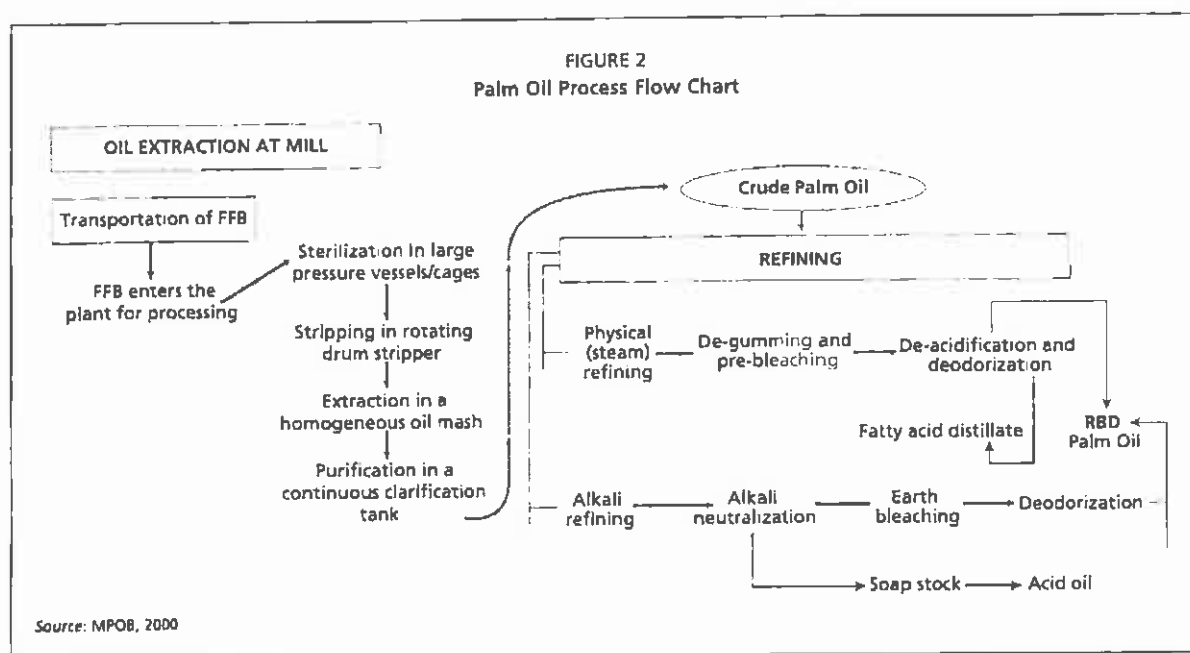 FIGURE 2
Palm Oil Process Flow Chart
OIL EXTRACTION AT MILL
Transportation of FFB
FFB enters the
plant for processing
Sterilization in large
pressure vessels/cages
Stripping in rotating
drum stripper
Extraction in a
homogeneous oil mash
Purification in a
continuous clarification
tank
Crude Palm Oil
REFINING
Physical
(steam)
refining
De-gumming and
pre-bleaching
De-acidification and
deodorization
Fatty acid distillate
RBD
Palm Oil
Alkali
refining
Alkali
neutralization
Earth
bleaching
Deodorization
Soap stock
Acid oil
Source: MPOB, 2000